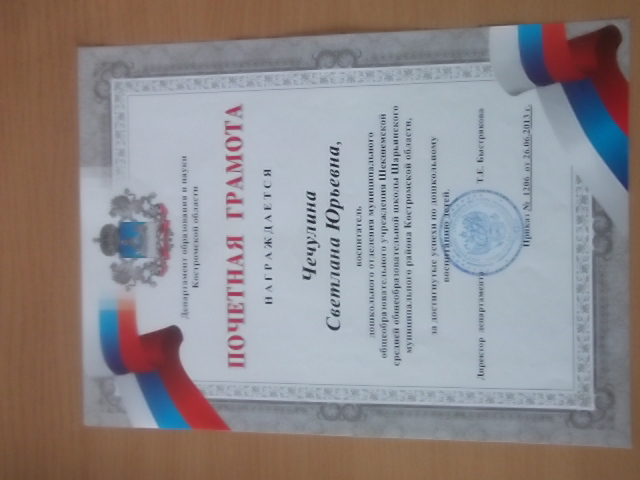 Департамент образования и науки
Костромской области
ПОЧЕТНАЯ ГРАМОТА
НАГРАЖДАЕТСЯ
Чечулина
Светлана Юрьевна,
воспитатель
дошкольного отделения муниципального
общеобразовательного учреждения Шекшемской
средней общеобразовательной школы Шарьинского
муниципального района Костромской области,
за достигнутые успехи по дошкольному
воспитанию детей.
Директор департамента Т.Е. Быстрякова
Приказ № 1206 от 26.06.2013 г.